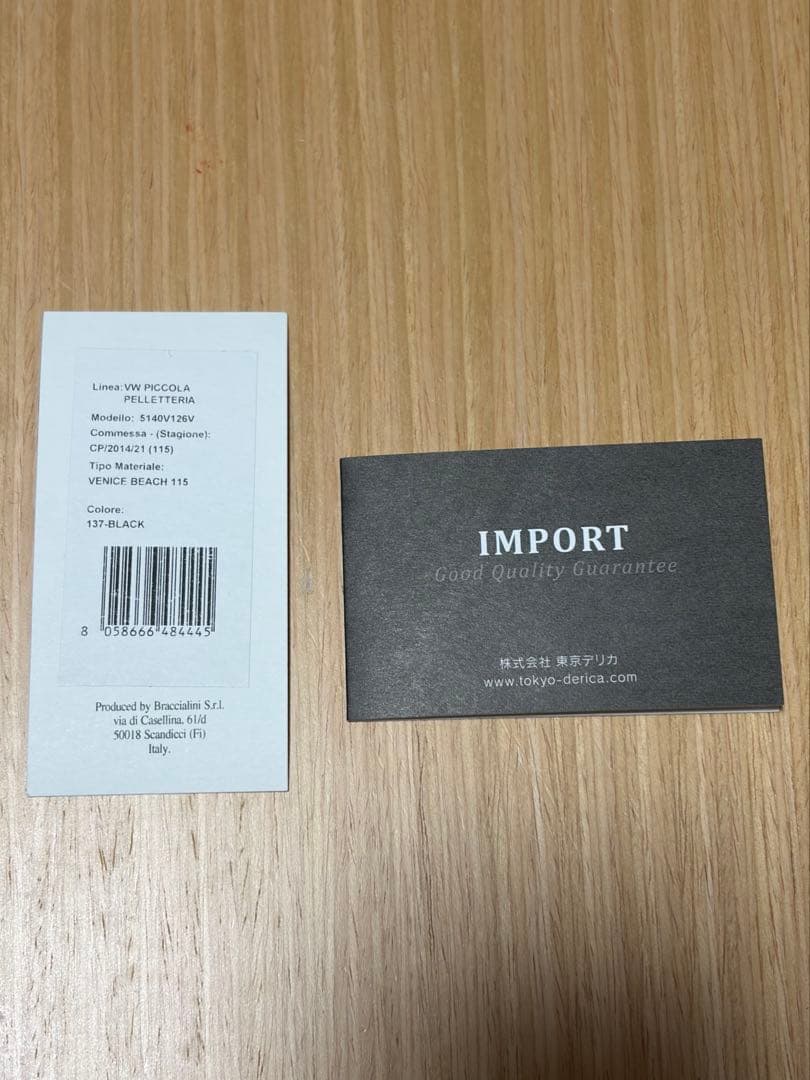 Linea: VW PICCOLA
PELLETTERIA
Modello: 5140V126V
Commessa - (Stagione):
CP/2014/21 (115)
Tipo Materiale:
VENICE BEACH 115
Colore:
137-BLACK
8 058666 484445
Produced by Braccialini S.r.l.
via di Casellina, 61/d
50018 Scandicci (Fi)
Italy.
IMPORT
Good Quality Guarantee
株式会社 東京デリカ
www.tokyo-derica.com